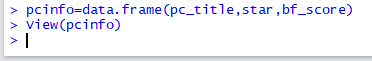 > pcinfo=data.frame(pc_title,star,bf_score)
> View(pcinfo)
>